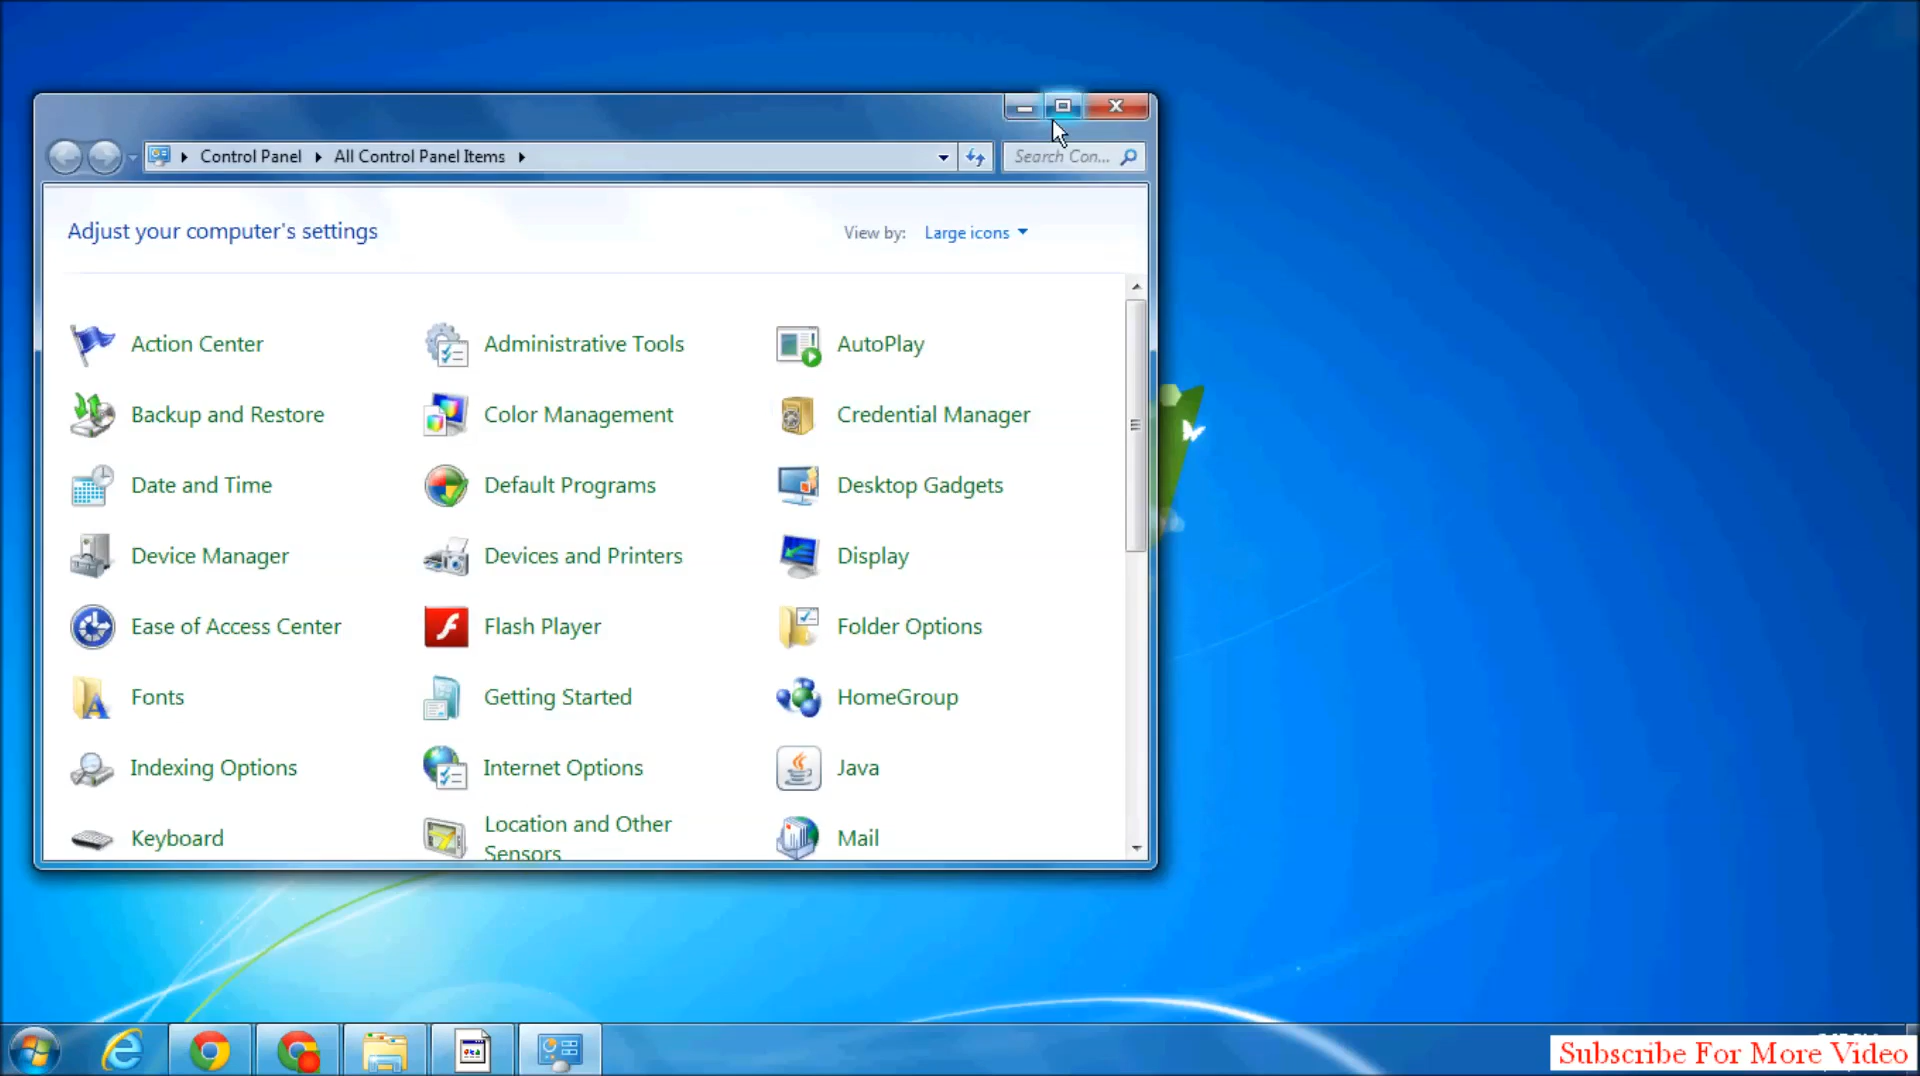 Control Panel
All Control Panel Items
Search Con...
Adjust your computer's settings
View by:
Large icons
Action Center
Administrative Tools
AutoPlay
Backup and Restore
Color Management
Credential Manager
Date and Time
Default Programs
Desktop Gadgets
Device Manager
Devices and Printers
Display
Ease of Access Center
Flash Player
Folder Options
Fonts
Getting Started
HomeGroup
Indexing Options
Internet Options
Java
Keyboard
Location and Other
Sensors
Mail
Subscribe For More Video